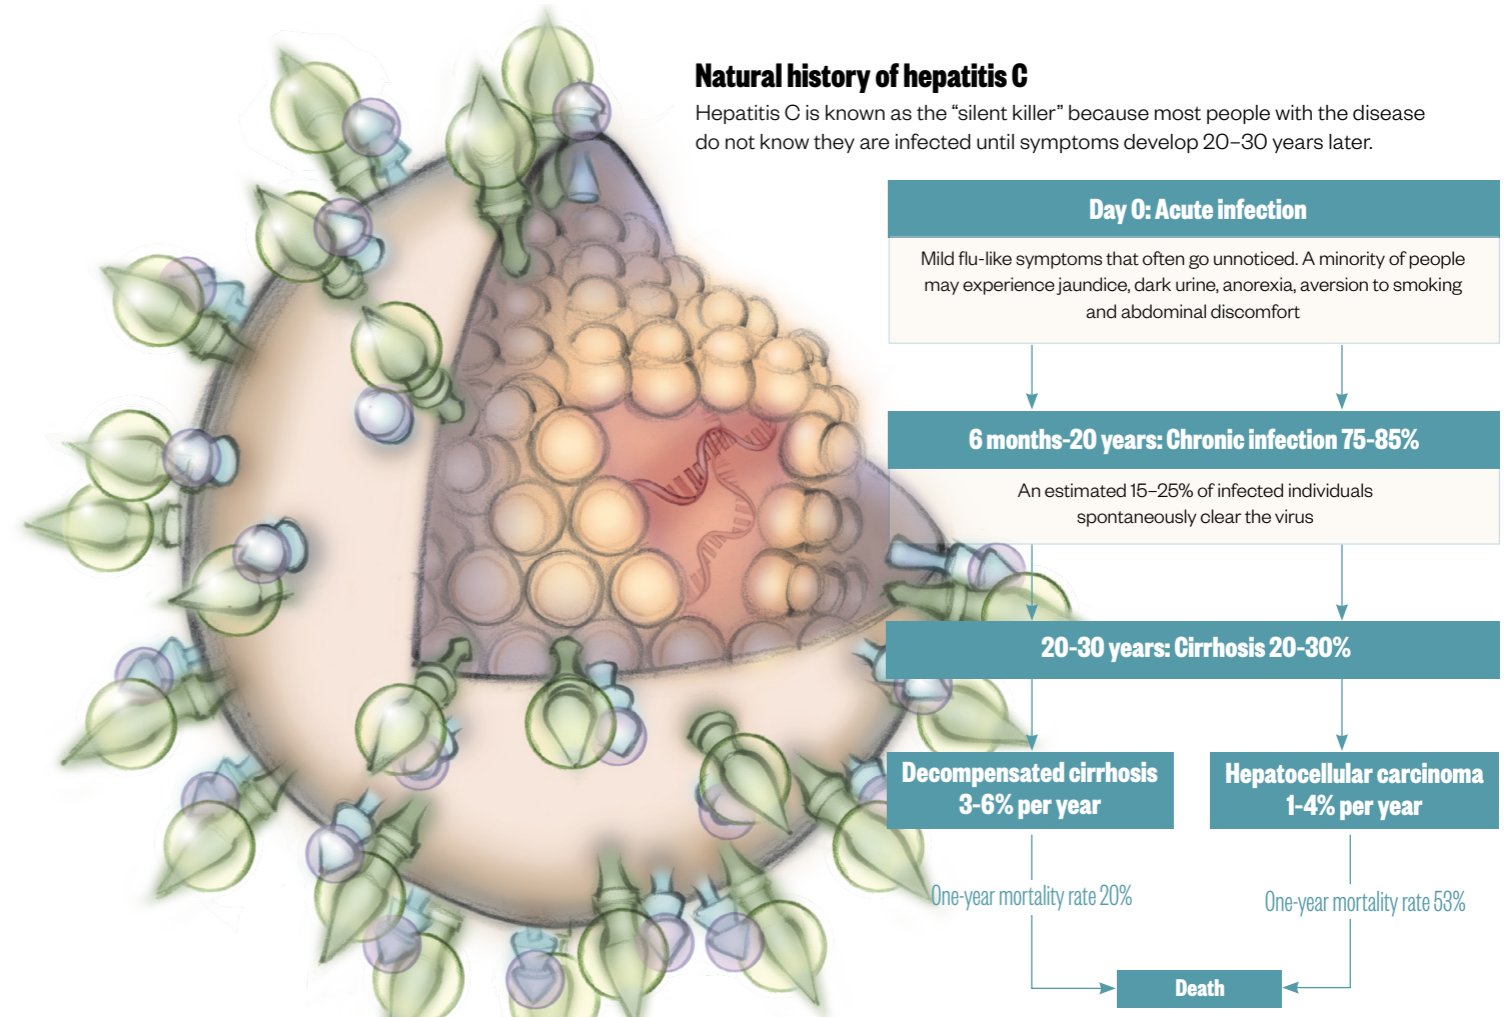 Natural history of hepatitis C
Hepatitis C is known as the “silent killer” because most people with the disease
do not know they are infected until symptoms develop 20–30 years later.
Day 0: Acute infection
Mild flu-like symptoms that often go unnoticed. A minority of people
may experience jaundice, dark urine, anorexia, aversion to smoking
and abdominal discomfort
6 months-20 years: Chronic infection 75-85%
An estimated 15–25% of infected individuals
spontaneously clear the virus
20-30 years: Cirrhosis 20-30%
Decompensated cirrhosis
3-6% per year
Hepatocellular carcinoma
1-4% per year
One-year mortality rate 20%
One-year mortality rate 53%
Death